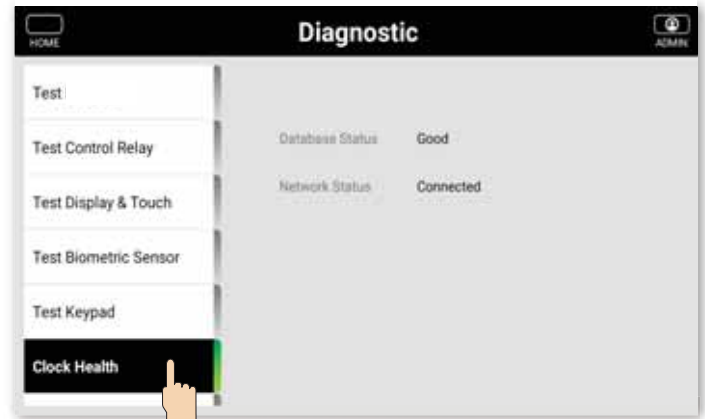 Diagnostic
HOME
ADMIN
Test
Test Control Relay
Test Display & Touch
Test Biometric Sensor
Test Keypad
Clock Health
Database Status Good
Network Status Connected